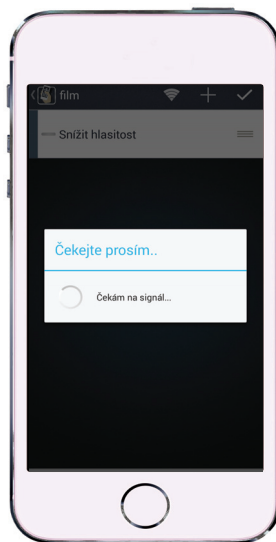 film
Snížit hlasitost
Čekejte prosím..
Čekám na signál...